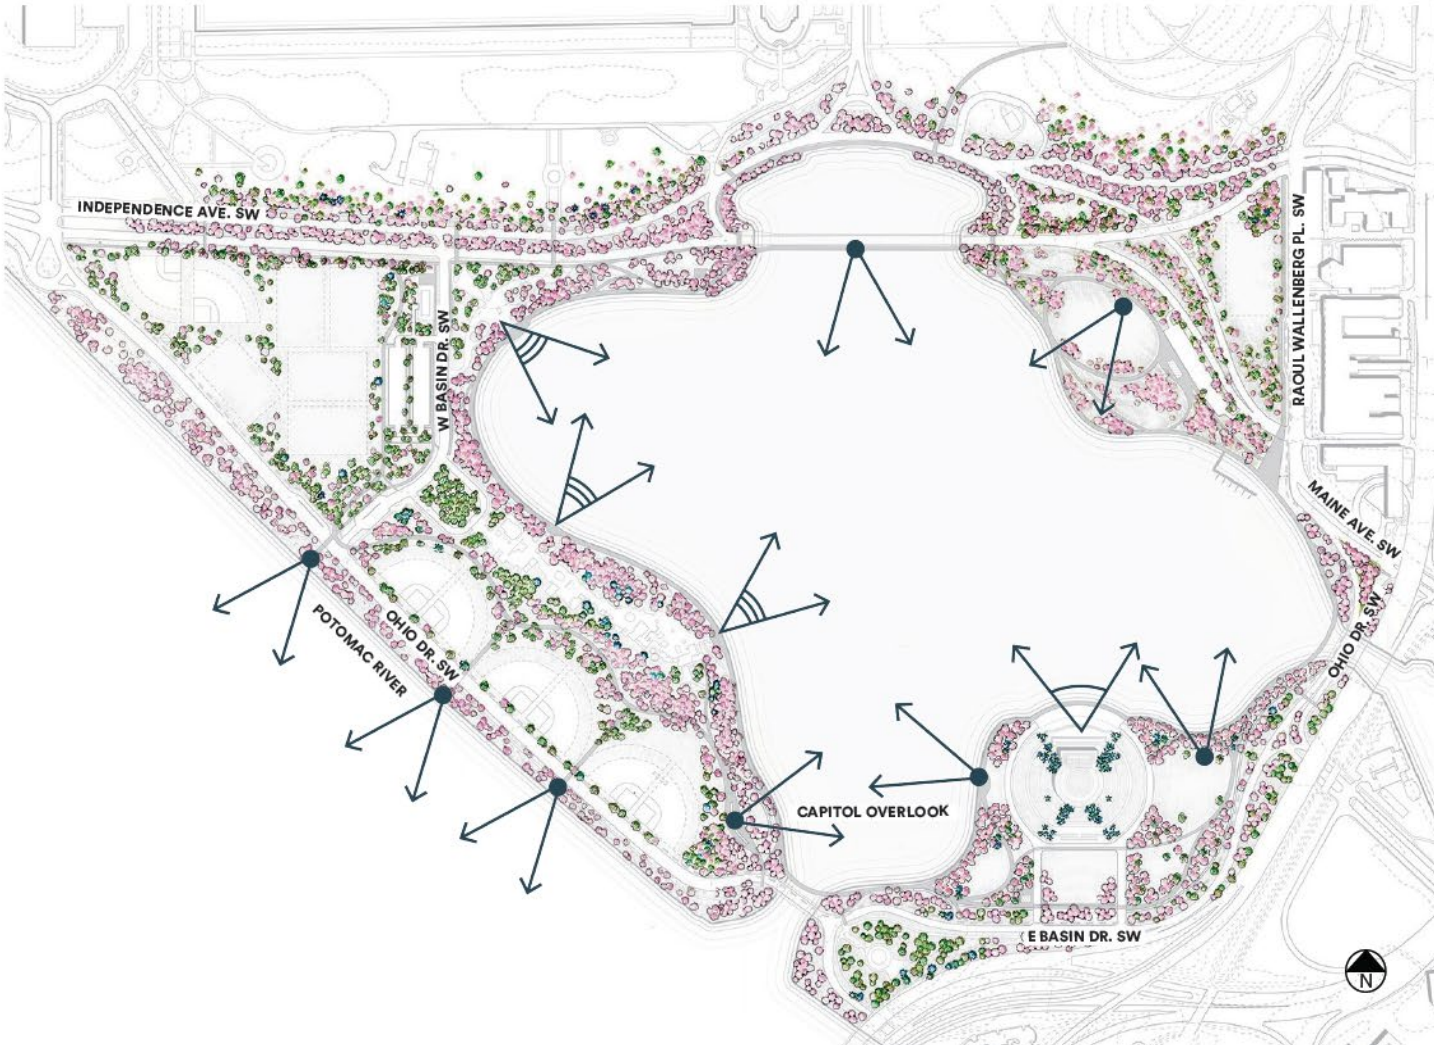 INDEPENDENCE AVE. SW
RAOUL WALLENBERG PL. SW
W BASIN DR. SW
MAINE AVE. SW
OHIO DR. SW
POTOMAC RIVER
OHIO DR. SW
CAPITOL OVERLOOK
E BASIN DR. SW
N